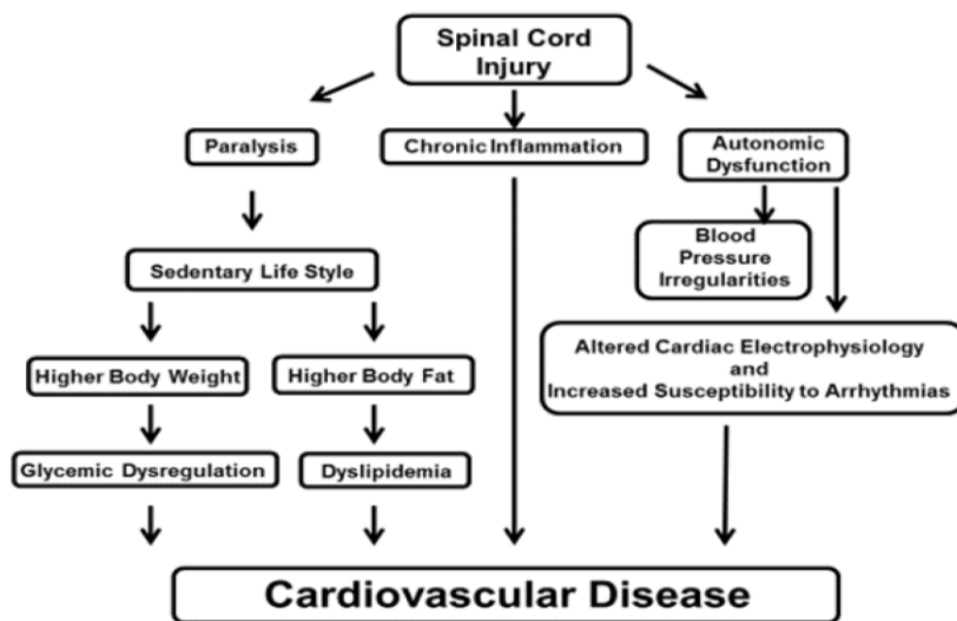 Spinal Cord
Injury
Paralysis
Chronic Inflammation
Autonomic
Dysfunction
Blood
Pressure
Irregularities
Sedentary Life Style
Altered Cardiac Electrophysiology
and
Increased Susceptibility to Arrhythmias
Higher Body Weight
Higher Body Fat
Glycemic Dysregulation
Dyslipidemia
Cardiovascular Disease